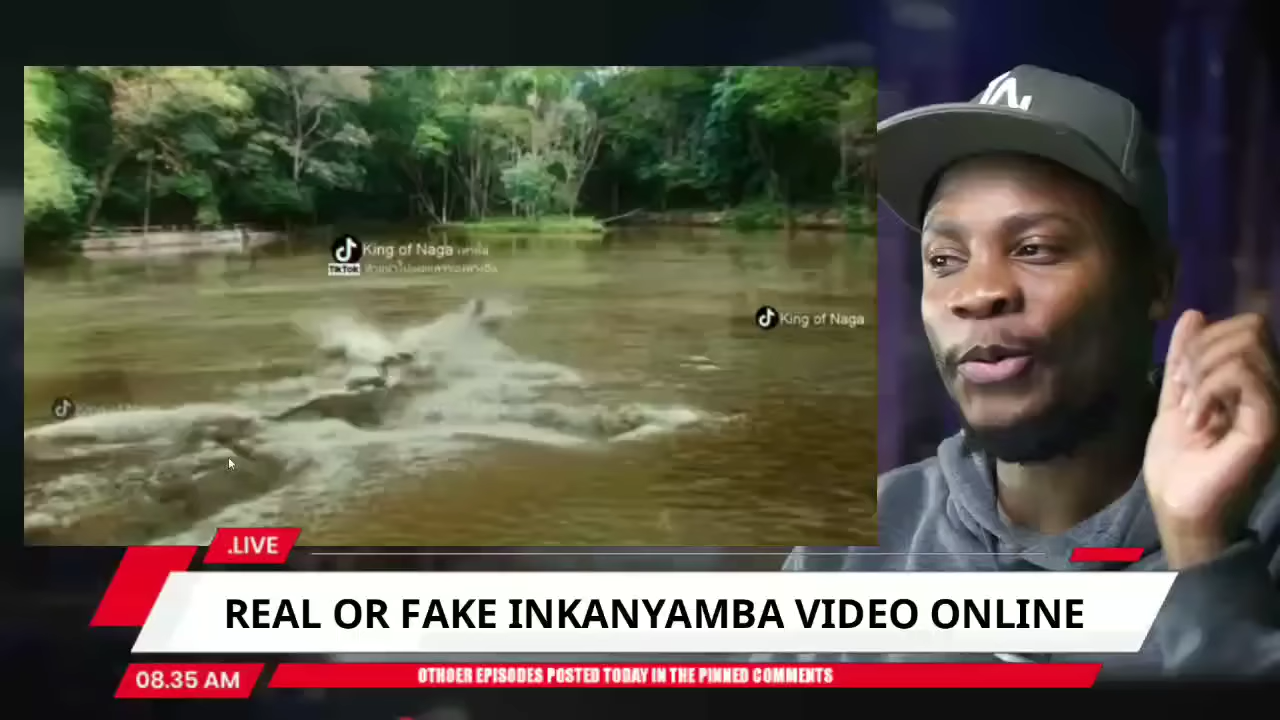 TikTok
King of Naga
King of Naga
.LIVE
REAL OR FAKE INKANYAMBA VIDEO ONLINE
08.35 AM
OTHOER EPISODES POSTED TODAY IN THE PINNED COMMENTS